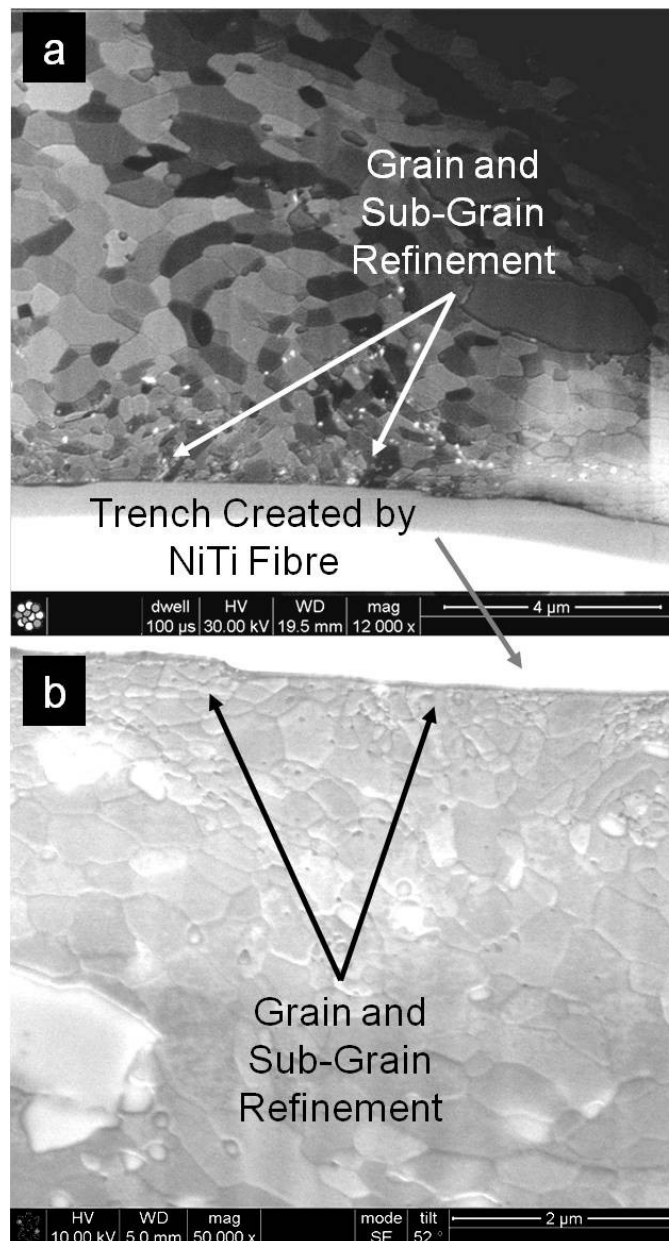 a
Grain and
Sub-Grain
Refinement
Trench Created by
NiTi Fibre
dwell HV WD mag
100 µs 30.00 kV 19.5 mm 12 000 x
4 µm
b
Grain and
Sub-Grain
Refinement
HV WD mag mode tilt
10.00 kV 5.0 mm 50 000 x SE 52°
2 µm